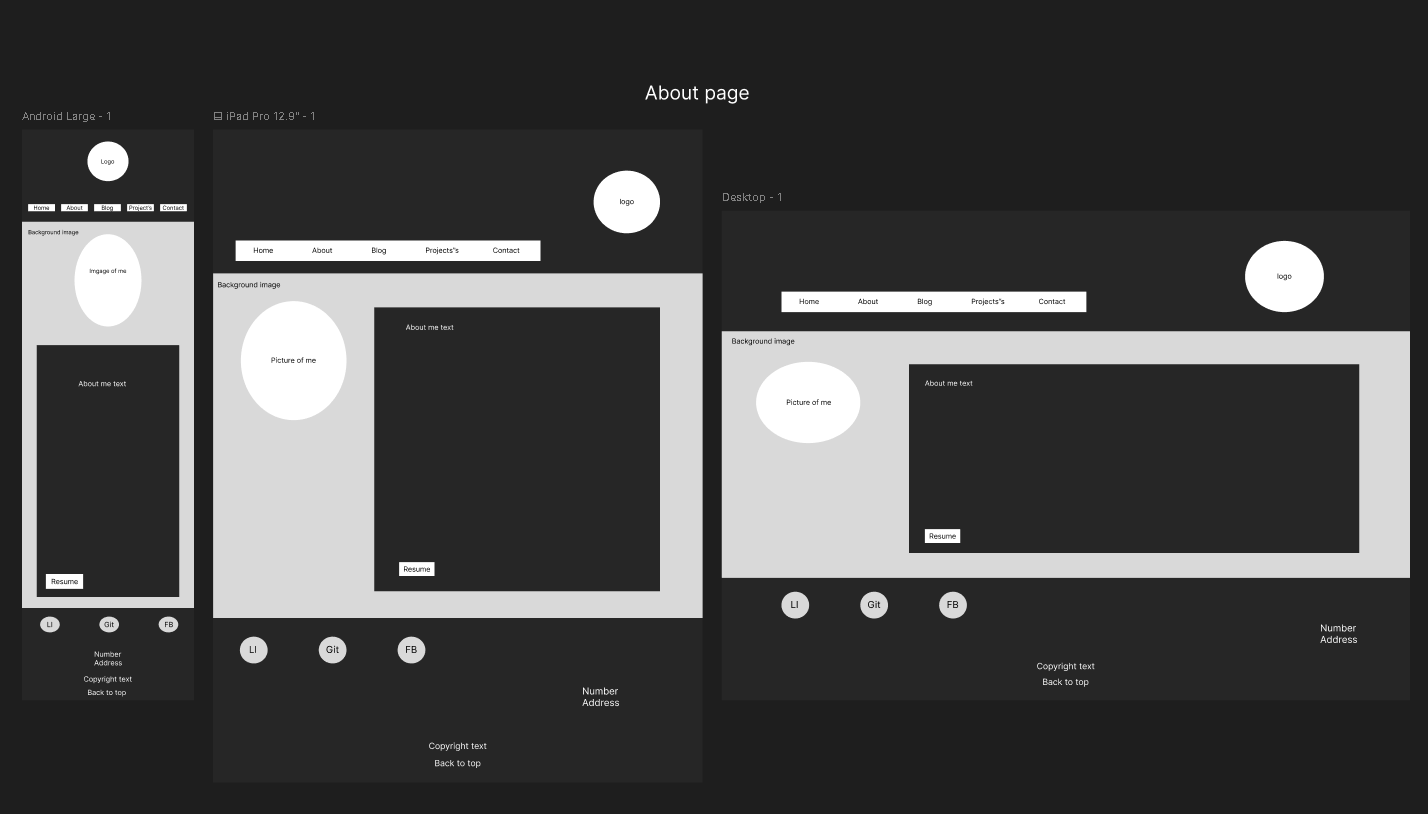 About page
Android Large - 1
Logo
Home About Blog Project's Contact
Background image
Imgage of me
About me text
Resume
LI Git FB
Number
Address
Copyright text
Back to top
iPad Pro 12.9" - 1
logo
Home About Blog Projects"s Contact
Background image
About me text
Picture of me
Resume
LI Git FB
Number
Address
Copyright text
Back to top
Desktop - 1
logo
Home About Blog Projects"s Contact
Background image
About me text
Picture of me
Resume
LI Git FB
Number
Address
Copyright text
Back to top